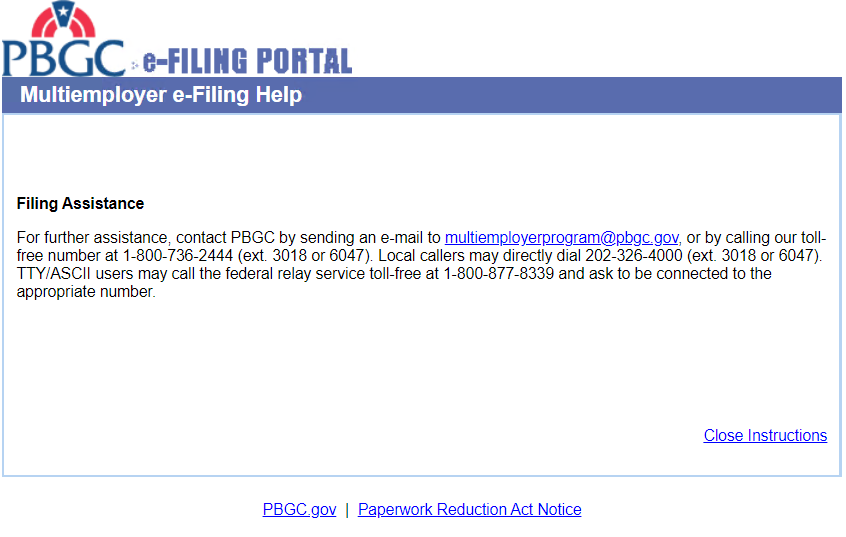 PBGC e-FILING PORTAL
Multiemployer e-Filing Help
Filing Assistance
For further assistance, contact PBGC by sending an e-mail to multiemployerprogram@pbgc.gov, or by calling our toll-
free number at 1-800-736-2444 (ext. 3018 or 6047). Local callers may directly dial 202-326-4000 (ext. 3018 or 6047).
TTY/ASCII users may call the federal relay service toll-free at 1-800-877-8339 and ask to be connected to the
appropriate number.
Close Instructions
PBGC.gov | Paperwork Reduction Act Notice